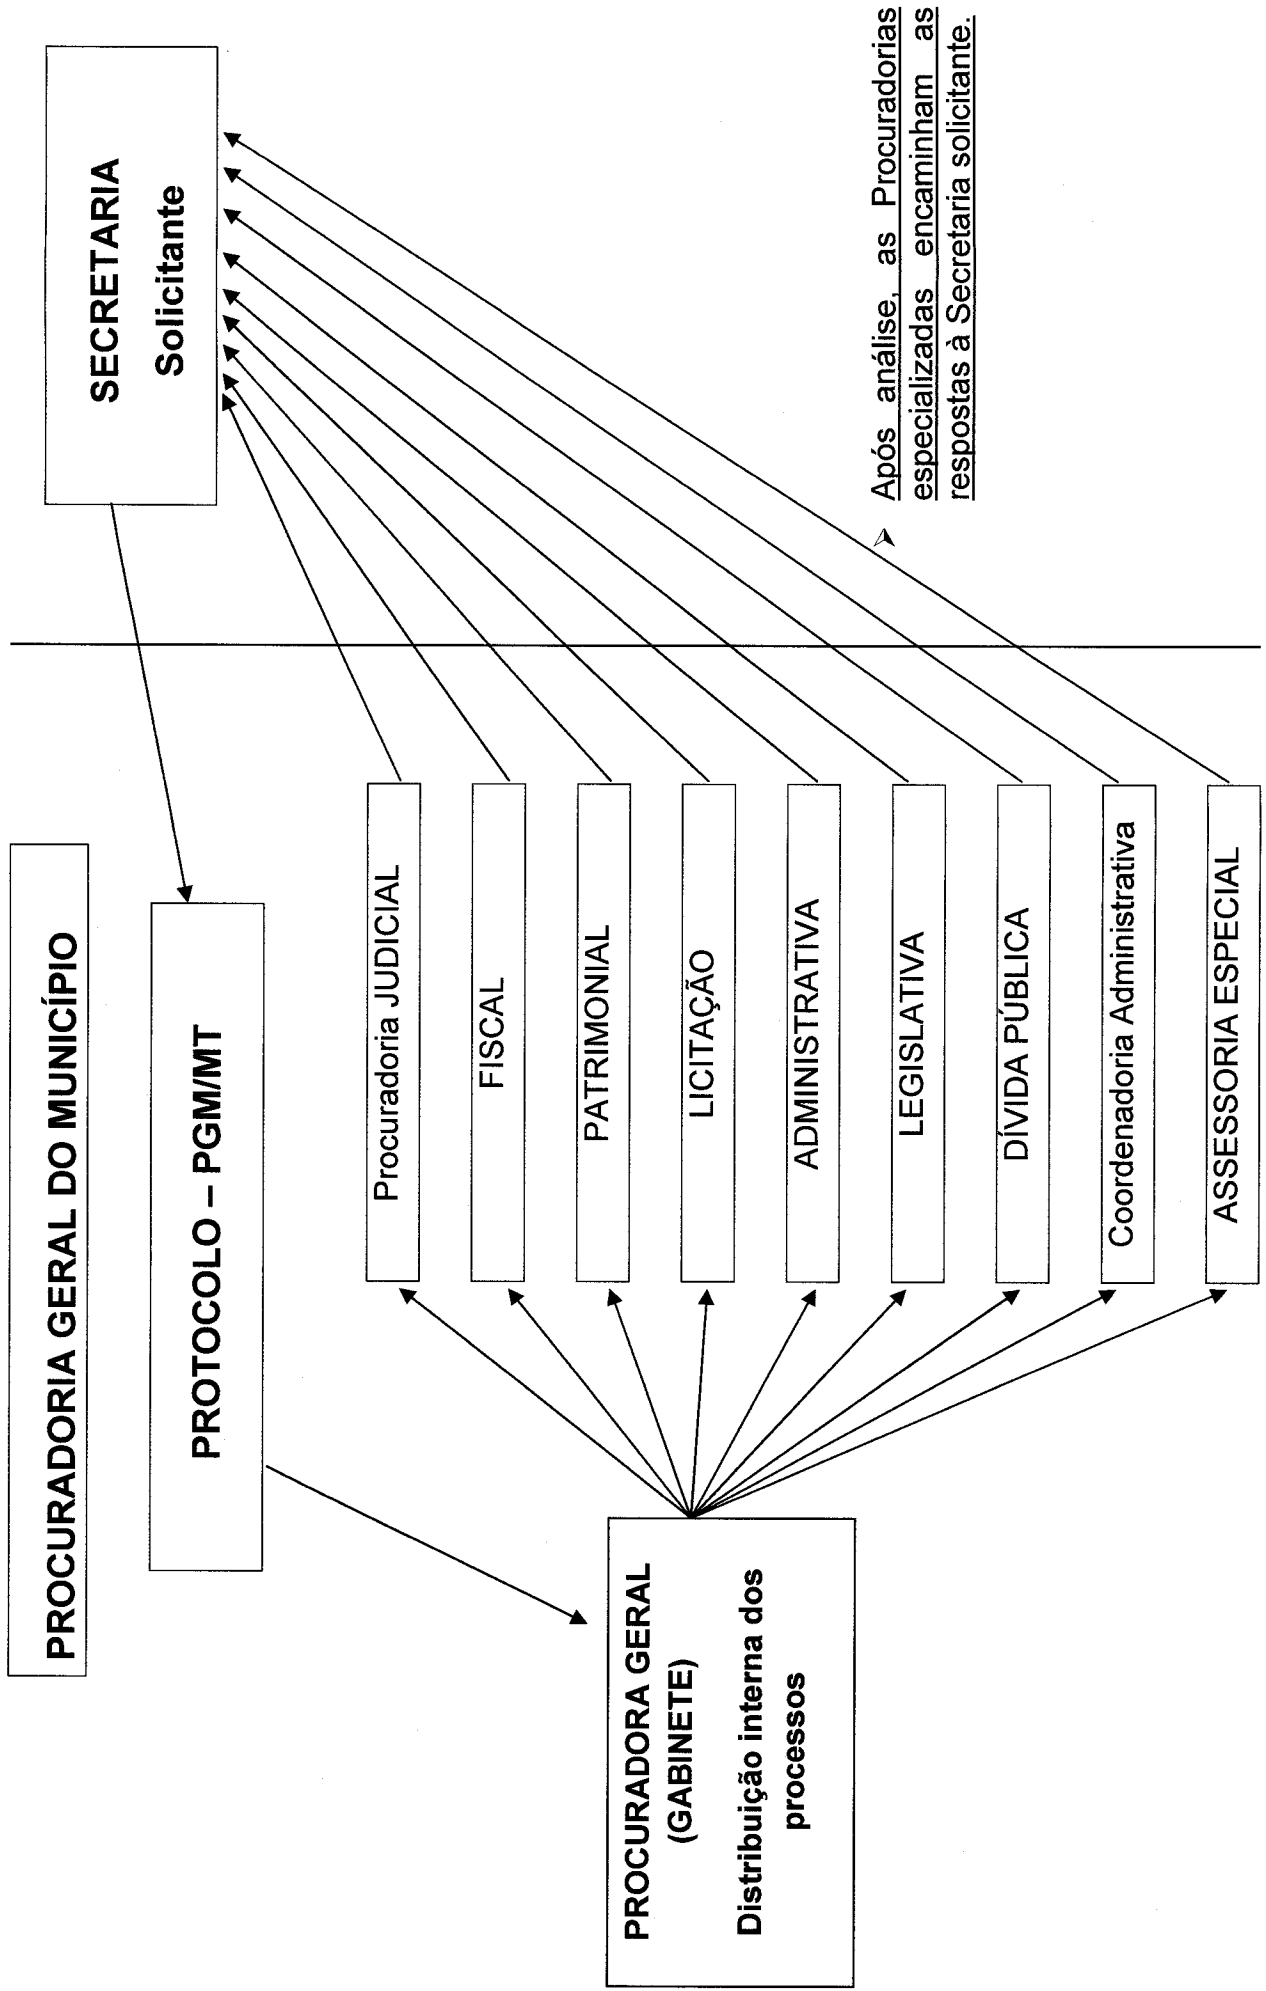 PROCURADORIA GERAL DO MUNICÍPIO
SECRETARIA
Solicitante
PROTOCOLO – PGM/MT
PROCURADORA GERAL
(GABINETE)
Distribuição interna dos
processos
Procuradoria JUDICIAL
FISCAL
PATRIMONIAL
LICITAÇÃO
ADMINISTRATIVA
LEGISLATIVA
DÍVIDA PÚBLICA
Coordenadoria Administrativa
ASSESSORIA ESPECIAL
➢ Após análise, as Procuradorias
especializadas encaminham as
respostas à Secretaria solicitante.